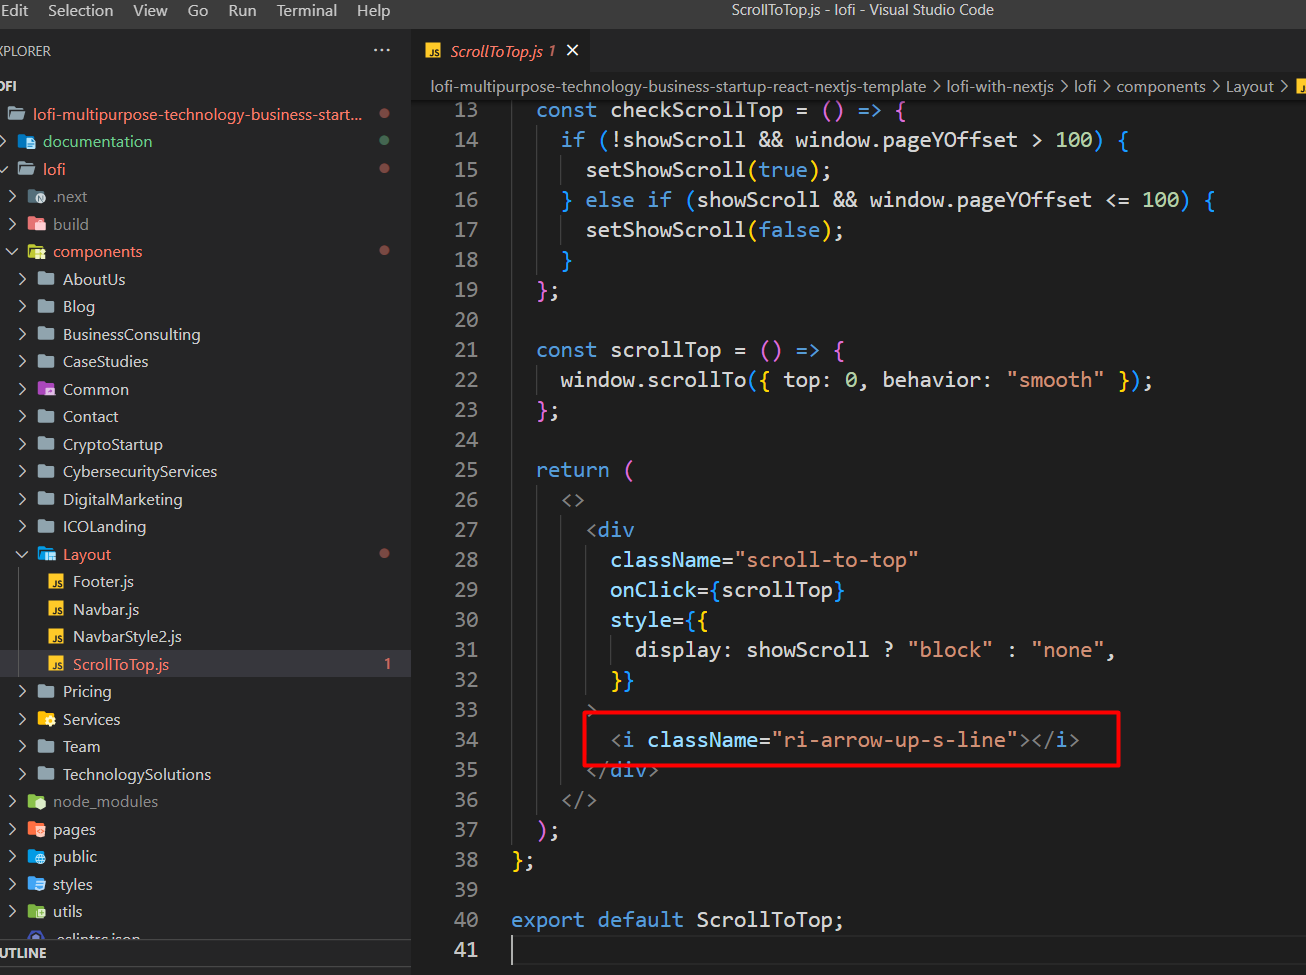 Edit Selection View Go Run Terminal Help
ScrollToTop.js - lofi - Visual Studio Code
XPLORER
OFI
lofi-multipurpose-technology-business-start...
documentation
lofi
.next
build
components
AboutUs
Blog
BusinessConsulting
CaseStudies
Common
Contact
CryptoStartup
CybersecurityServices
DigitalMarketing
ICOLanding
Layout
JS Footer.js
JS Navbar.js
JS NavbarStyle2.js
JS ScrollToTop.js 1
Pricing
Services
Team
TechnologySolutions
node_modules
pages
public
styles
utils
.eslintrc.json
UTLINE
JS ScrollToTop.js 1 ×
lofi-multipurpose-technology-business-startup-react-nextjs-template > lofi-with-nextjs > lofi > components > Layout >
13 const checkScrollTop = () => {
14 if (!showScroll && window.pageYOffset > 100) {
15 setShowScroll(true);
16 } else if (showScroll && window.pageYOffset <= 100) {
17 setShowScroll(false);
18 }
19 };
20
21 const scrollTop = () => {
22 window.scrollTo({ top: 0, behavior: "smooth" });
23 };
24
25 return (
26 <>
27 <div
28 className="scroll-to-top"
29 onClick={scrollTop}
30 style={{
31 display: showScroll ? "block" : "none",
32 }}
33 >
34 <i className="ri-arrow-up-s-line"></i>
35 </div>
36 </>
37 );
38 };
39
40 export default ScrollToTop;
41